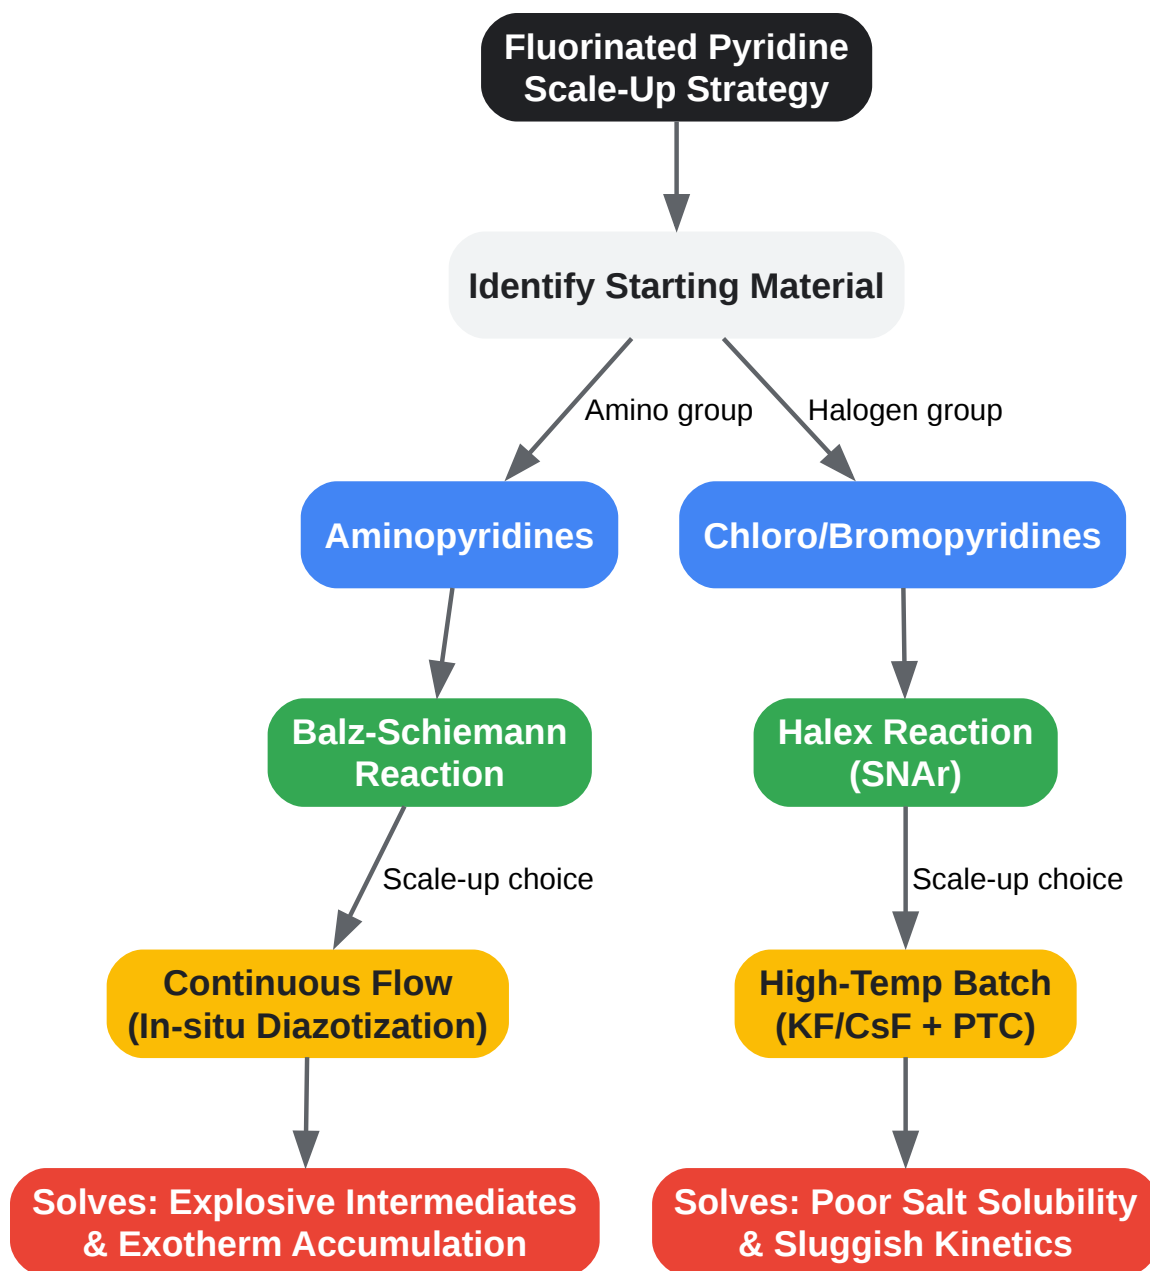 Fluorinated Pyridine
Scale-Up Strategy
Identify Starting Material
Amino group
Halogen group
Aminopyridines
Chloro/Bromopyridines
Balz-Schiemann
Reaction
Halex Reaction
(SNAr)
Scale-up choice
Scale-up choice
Continuous Flow
(In-situ Diazotization)
High-Temp Batch
(KF/CsF + PTC)
Solves: Explosive Intermediates
& Exotherm Accumulation
Solves: Poor Salt Solubility
& Sluggish Kinetics